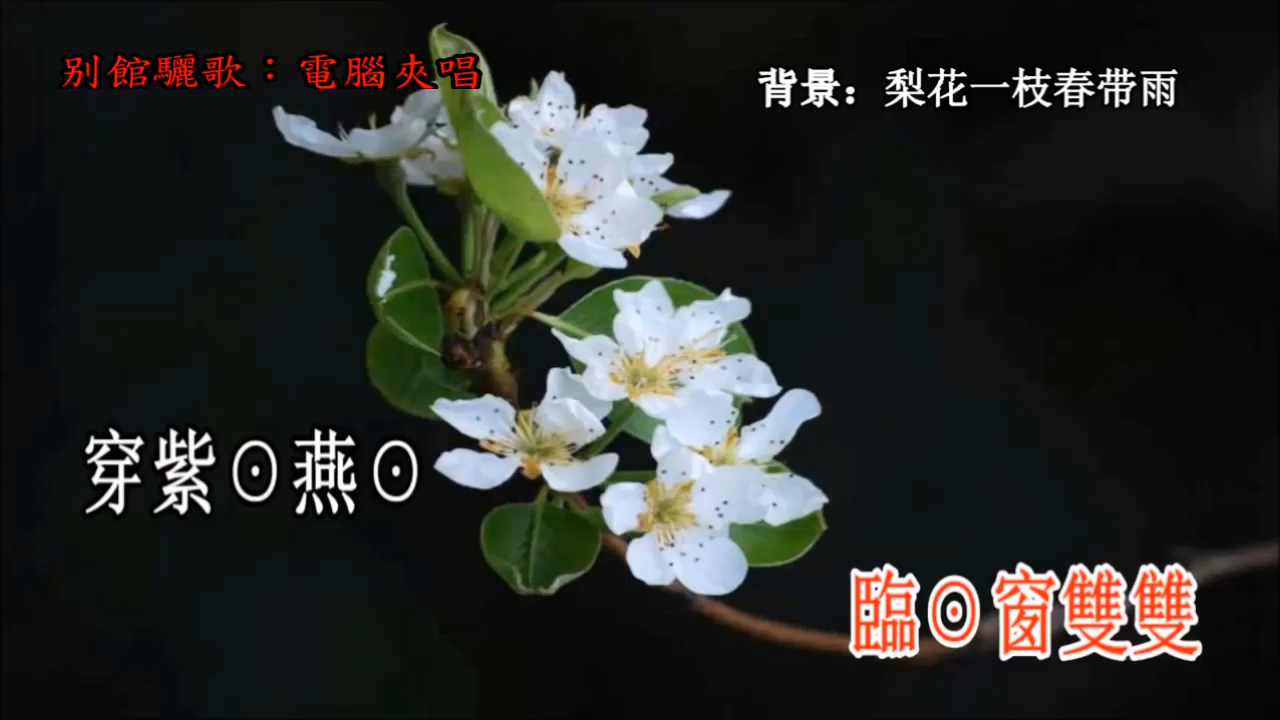 别館驪歌：電腦夾唱
背景：梨花一枝春带雨
穿紫⊙燕⊙
臨⊙窗雙雙